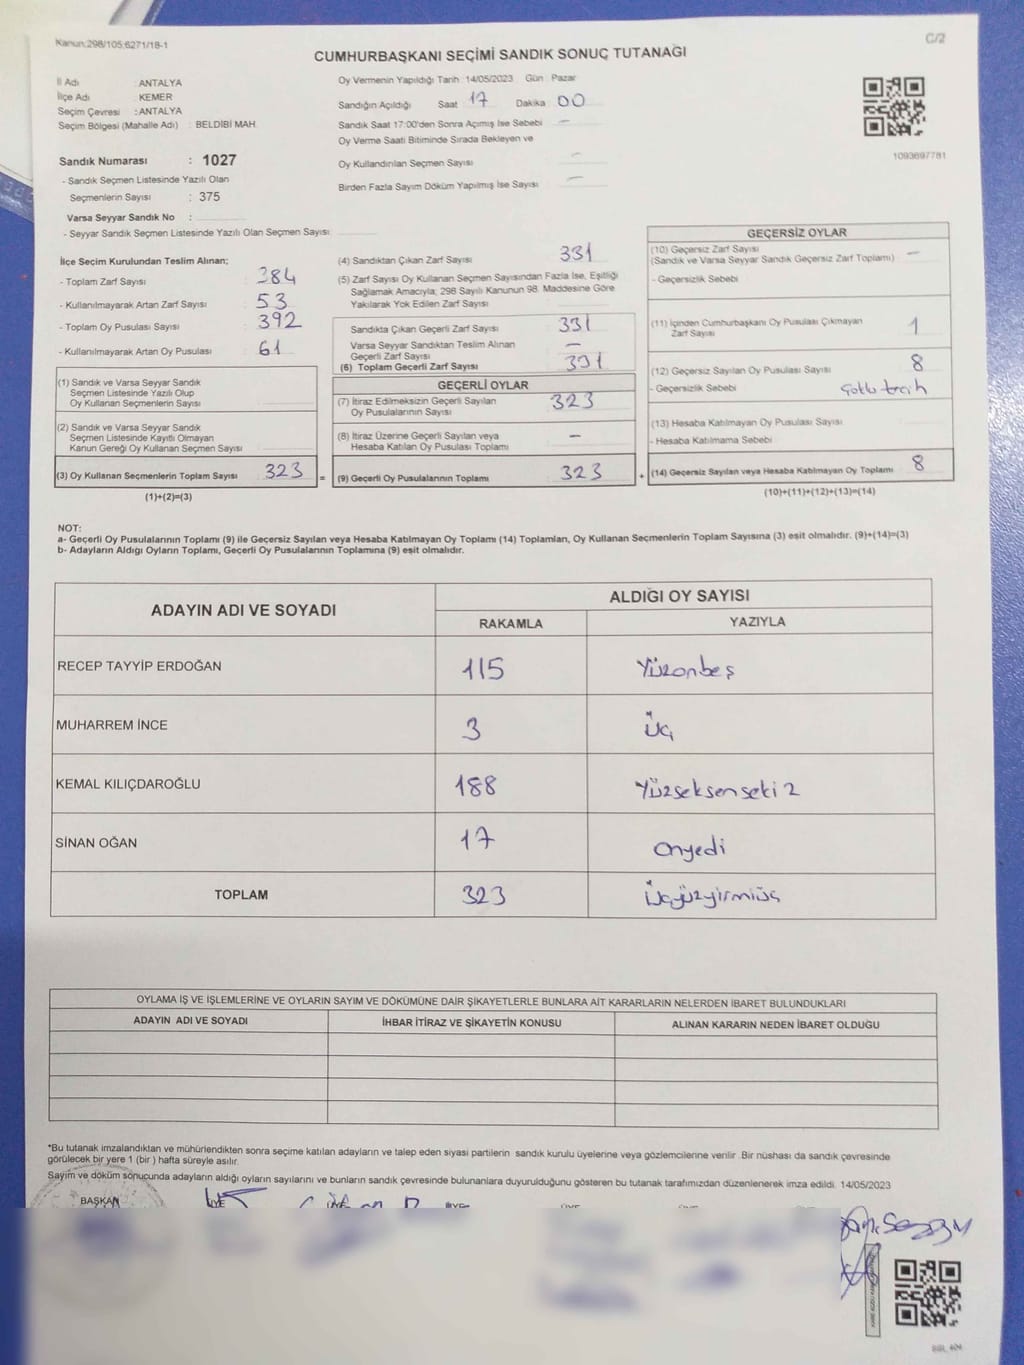 Kanun:298/105;6271/18-1
C/2
CUMHURBAŞKANI SEÇİMİ SANDIK SONUÇ TUTANAĞI
İl Adı : ANTALYA
İlçe Adı : KEMER
Seçim Çevresi : ANTALYA
Seçim Bölgesi (Mahalle Adı) : BELDİBİ MAH.
Sandık Numarası : 1027
- Sandık Seçmen Listesinde Yazılı Olan
Seçmenlerin Sayısı : 375
Varsa Seyyar Sandık No :
- Seyyar Sandık Seçmen Listesinde Yazılı Olan Seçmen Sayısı:
Oy Vermenin Yapıldığı Tarih 14/05/2023 Gün : Pazar
Sandığın Açıldığı Saat 17 Dakika 00
Sandık Saat 17:00'den Sonra Açımış İse Sebebi –
Oy Verme Saati Bitiminde Sırada Bekleyen ve
Oy Kullandırılan Seçmen Sayısı –
Birden Fazla Sayım Döküm Yapılmış İse Sayısı –
1093697781
İlçe Seçim Kurulundan Teslim Alınan;
- Toplam Zarf Sayısı : 384
- Kullanılmayarak Artan Zarf Sayısı : 53
- Toplam Oy Pusulası Sayısı : 392
- Kullanılmayarak Artan Oy Pusulası : 61
(1) Sandık ve Varsa Seyyar Sandık
Seçmen Listesinde Yazılı Olup
Oy Kullanan Seçmenlerin Sayısı
(2) Sandık ve Varsa Seyyar Sandık
Seçmen Listesinde Kayıtlı Olmayan
Kanun Gereği Oy Kullanan Seçmen Sayısı
(3) Oy Kullanan Seçmenlerin Toplam Sayısı : 323 =
(1)+(2)=(3)
(4) Sandıktan Çıkan Zarf Sayısı 331
(5) Zarf Sayısı Oy Kullanan Seçmen Sayısından Fazla İse, Eşitliği
Sağlamak Amacıyla; 298 Sayılı Kanunun 98. Maddesine Göre
Yakılarak Yok Edilen Zarf Sayısı
Sandıkta Çıkan Geçerli Zarf Sayısı 331
Varsa Seyyar Sandıktan Teslim Alınan
Geçerli Zarf Sayısı –
(6) Toplam Geçerli Zarf Sayısı 331
GEÇERLİ OYLAR
(7) İtiraz Edilmeksizin Geçerli Sayılan
Oy Pusulalarının Sayısı 323
(8) İtiraz Üzerine Geçerli Sayılan veya
Hesaba Katılan Oy Pusulası Toplamı –
(9) Geçerli Oy Pusulalarının Toplamı 323 +
GEÇERSİZ OYLAR
(10) Geçersiz Zarf Sayısı
(Sandık ve Varsa Seyyar Sandık Geçersiz Zarf Toplamı) –
- Geçersizlik Sebebi
(11) İçinden Cumhurbaşkanı Oy Pusulası Çıkmayan
Zarf Sayısı 1
(12) Geçersiz Sayılan Oy Pusulası Sayısı 8
- Geçersizlik Sebebi
(13) Hesaba Katılmayan Oy Pusulası Sayısı
- Hesaba Katılmama Sebebi
(14) Geçersiz Sayılan veya Hesaba Katılmayan Oy Toplamı 8
(10)+(11)+(12)+(13)=(14)
NOT:
a- Geçerli Oy Pusulalarının Toplamı (9) ile Geçersiz Sayılan veya Hesaba Katılmayan Oy Toplamı (14) Toplamları, Oy Kullanan Seçmenlerin Toplam Sayısına (3) eşit olmalıdır. (9)+(14)=(3)
b- Adayların Aldığı Oyların Toplamı, Geçerli Oy Pusulalarının Toplamına (9) eşit olmalıdır.
ADAYIN ADI VE SOYADI ALDIĞI OY SAYISI
RAKAMLA YAZIYLA
RECEP TAYYİP ERDOĞAN 115 Yüzonbeş
MUHARREM İNCE 3 üç
KEMAL KILIÇDAROĞLU 188 Yüzseksenseki2
SİNAN OĞAN 17 onyedi
TOPLAM 323 üçyüzyirmiüç
OYLAMA İŞ VE İŞLEMLERİNE VE OYLARIN SAYIM VE DÖKÜMÜNE DAİR ŞİKAYETLERLE BUNLARA AİT KARARLARIN NELERDEN İBARET BULUNDUKLARI
ADAYIN ADI VE SOYADI İHBAR İTİRAZ VE ŞİKAYETİN KONUSU ALINAN KARARIN NEDEN İBARET OLDUĞU
*Bu tutanak imzalandıktan ve mühürlendikten sonra seçime katılan adayların ve talep eden siyasi partilerin sandık kurulu üyelerine veya gözlemcilerine verilir .Bir nüshası da sandık çevresinde
görülecek bir yere 1 (bir ) hafta süreyle asılır.
Sayım ve döküm sonucunda adayların aldığı oyların sayılarını ve bunların sandık çevresinde bulunanlara duyurulduğunu gösteren bu tutanak tarafımızdan düzenlenerek imza edildi. 14/05/2023
BAŞKAN ÜYE